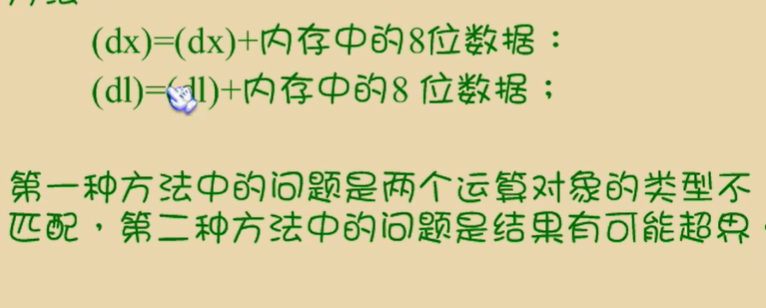 (dx)=(dx)+内存中的8位数据：
(dl)=(dl)+内存中的8 位数据；
第一种方法中的问题是两个运算对象的类型不
匹配，第二种方法中的问题是结果有可能超界。